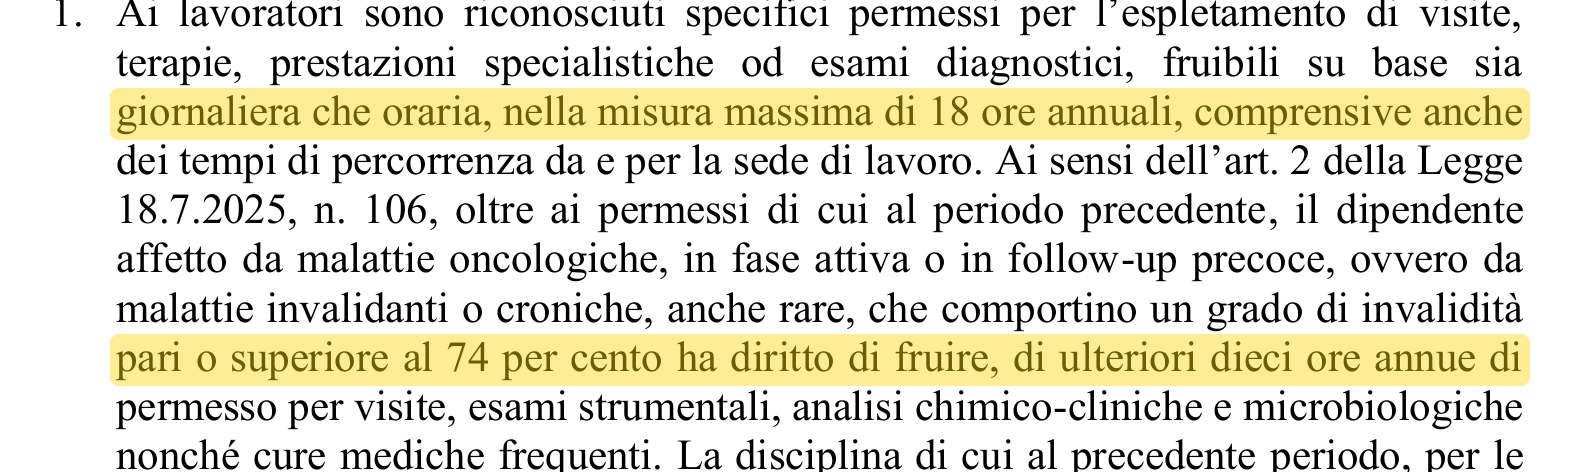 1. Ai lavoratori sono riconosciuti specifici permessi per l’espletamento di visite,
terapie, prestazioni specialistiche od esami diagnostici, fruibili su base sia
giornaliera che oraria, nella misura massima di 18 ore annuali, comprensive anche
dei tempi di percorrenza da e per la sede di lavoro. Ai sensi dell’art. 2 della Legge
18.7.2025, n. 106, oltre ai permessi di cui al periodo precedente, il dipendente
affetto da malattie oncologiche, in fase attiva o in follow-up precoce, ovvero da
malattie invalidanti o croniche, anche rare, che comportino un grado di invalidità
pari o superiore al 74 per cento ha diritto di fruire, di ulteriori dieci ore annue di
permesso per visite, esami strumentali, analisi chimico-cliniche e microbiologiche
nonché cure mediche frequenti. La disciplina di cui al precedente periodo, per le